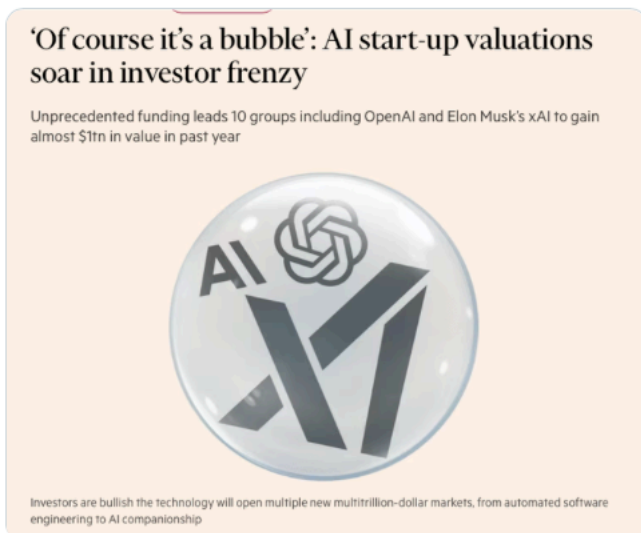 ‘Of course it’s a bubble’: AI start-up valuations
soar in investor frenzy
Unprecedented funding leads 10 groups including OpenAI and Elon Musk’s xAI to gain
almost $1tn in value in past year
AI
xAI
Investors are bullish the technology will open multiple new multitrillion-dollar markets, from automated software
engineering to AI companionship